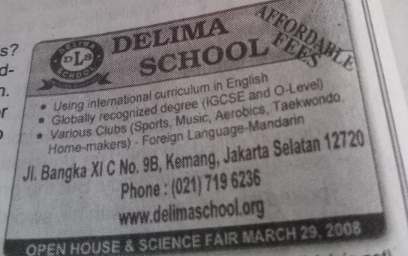 s?
d-
n.
DELIMA
DLS
SCHOOL
DELIMA
SCHOOL
AFFORDABLE
FEES
• Using international curriculum in English
• Globally recognized degree (IGCSE and O-Level)
• Various Clubs (Sports, Music, Aerobics, Taekwondo,
Home-makers) - Foreign Language-Mandarin
Jl. Bangka XI C No. 9B, Kemang, Jakarta Selatan 12720
Phone : (021) 719 6236
www.delimaschool.org
OPEN HOUSE & SCIENCE FAIR MARCH 29, 2008